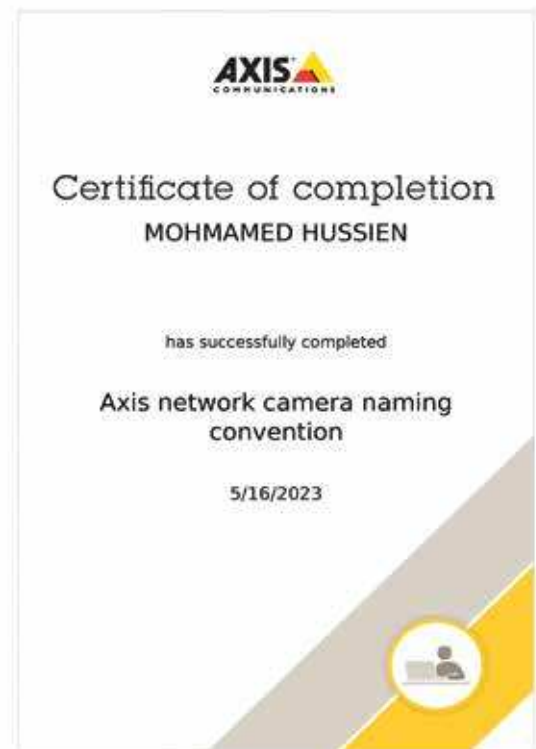 AXIS
COMMUNICATIONS
Certificate of completion
MOHMAMED HUSSIEN
has successfully completed
Axis network camera naming
convention
5/16/2023